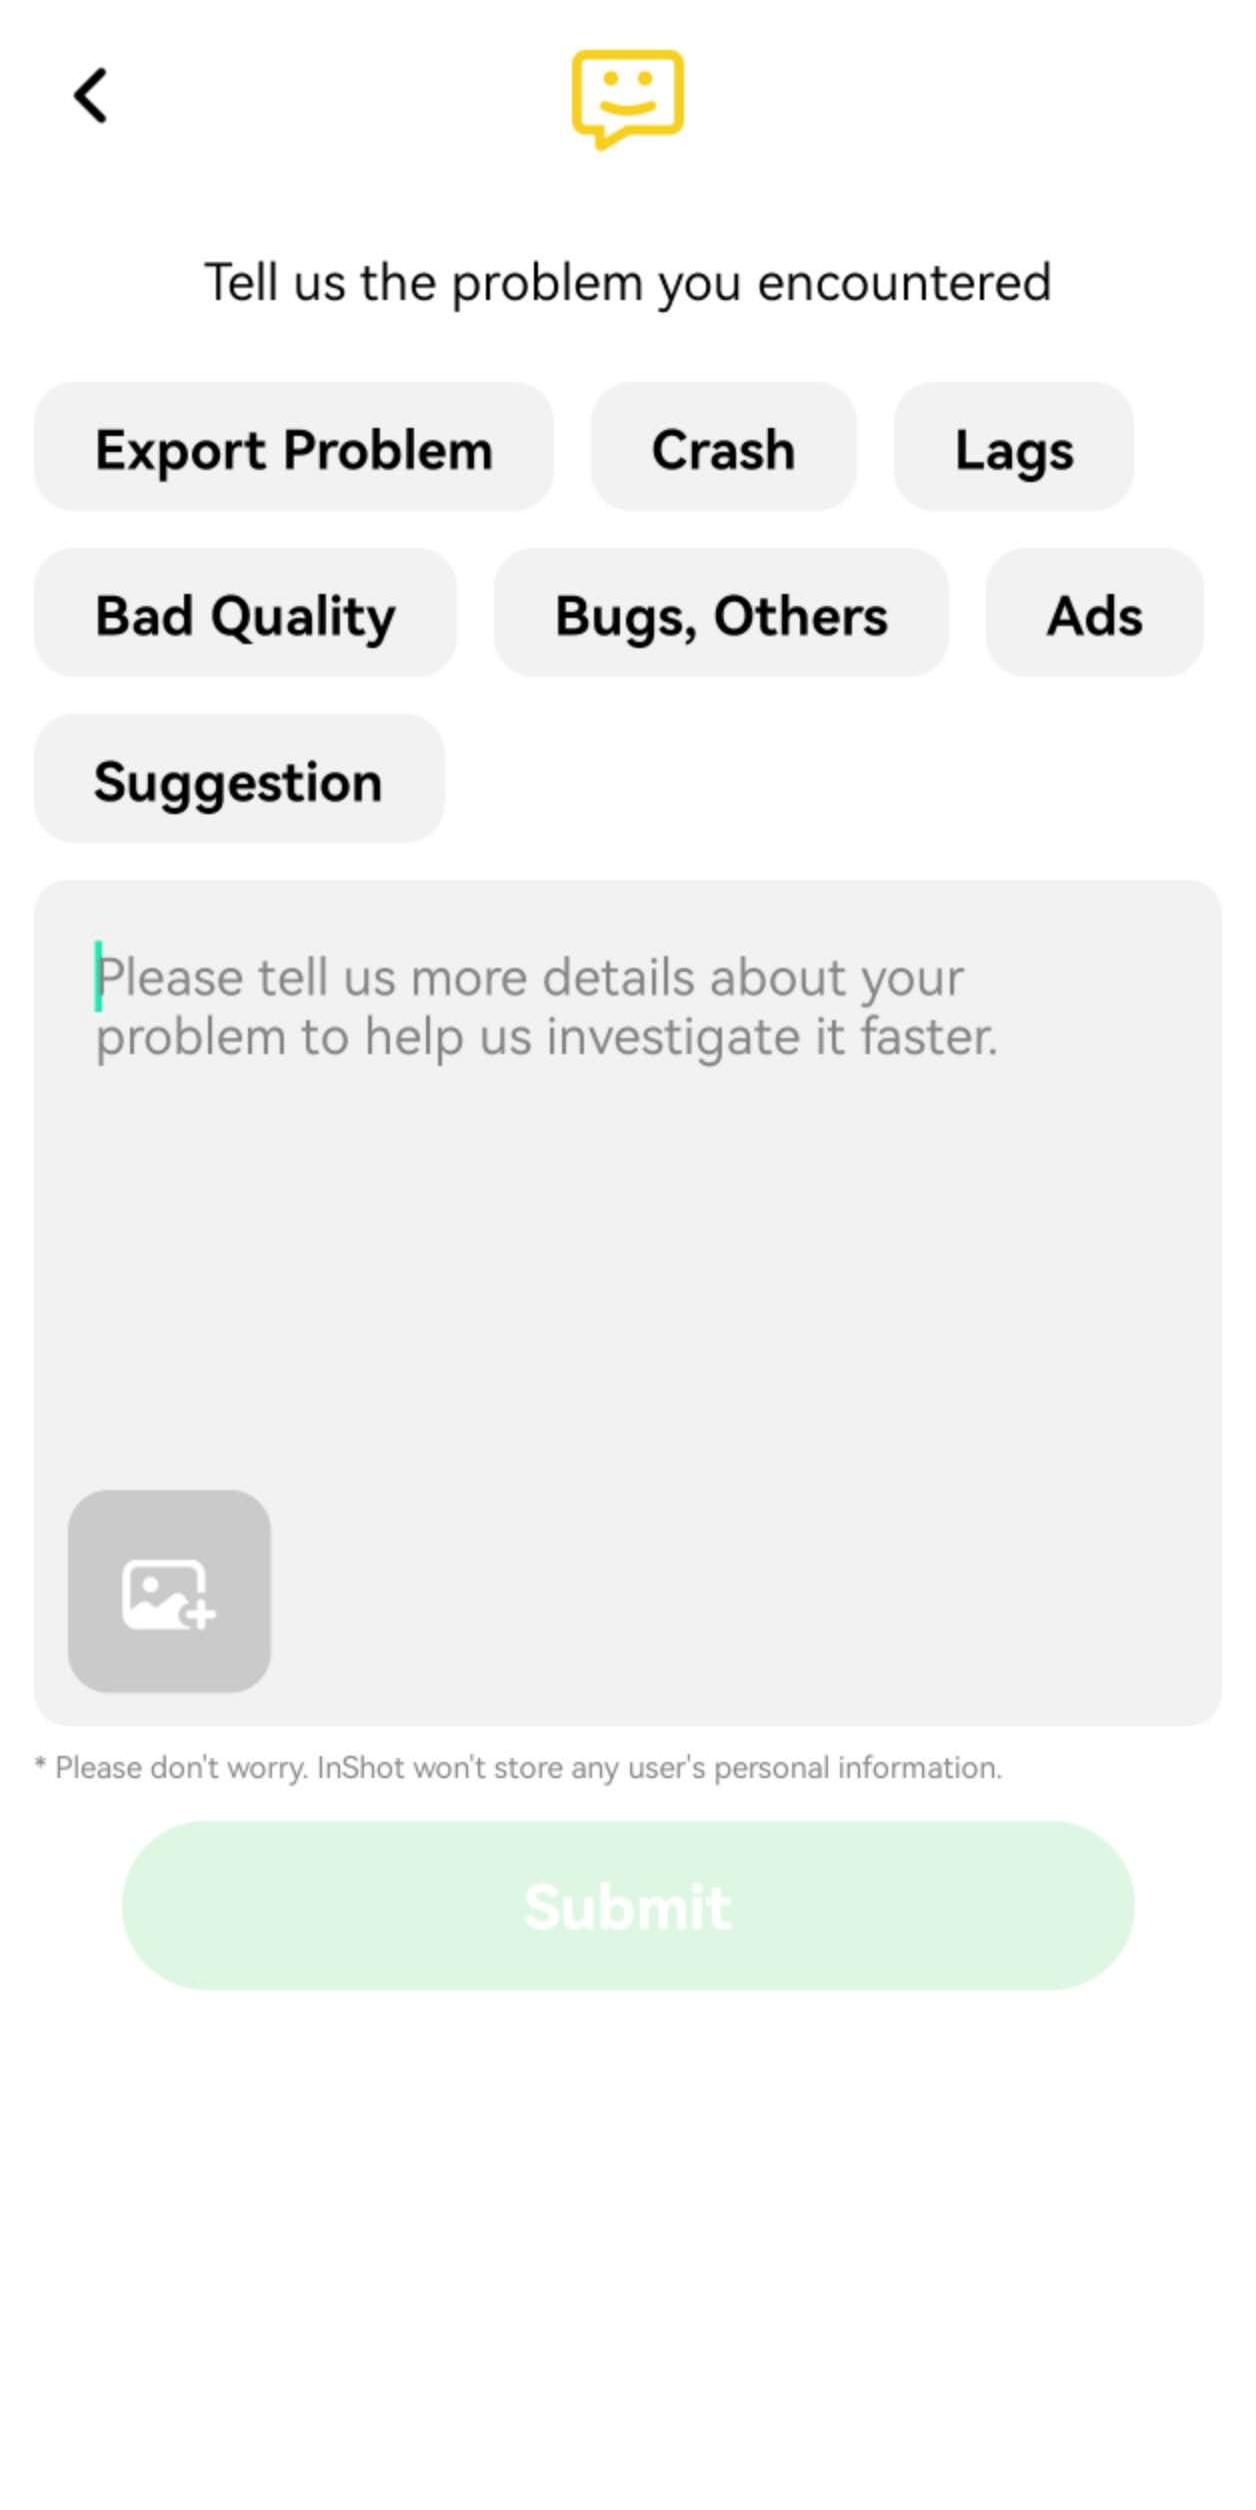 Tell us the problem you encountered
Export Problem Crash Lags
Bad Quality Bugs, Others Ads
Suggestion
Please tell us more details about your
problem to help us investigate it faster.
* Please don't worry. InShot won't store any user's personal information.
Submit